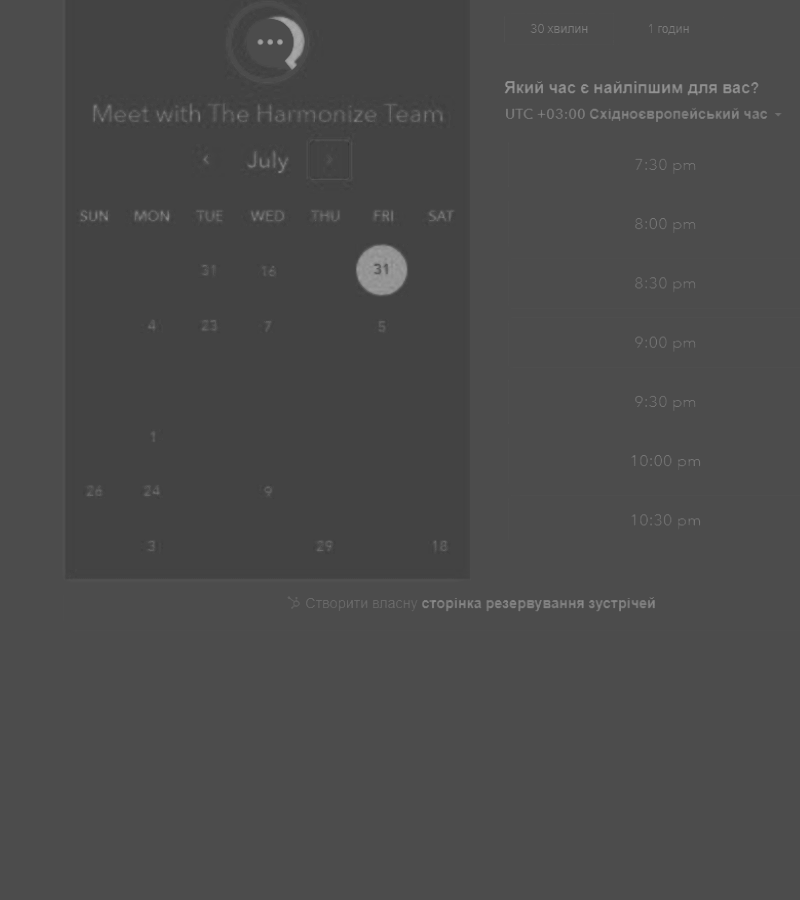 30 хвилин 1 годин
Meet with The Harmonize Team
July
SUN MON TUE WED THU FRI SAT
31 16 31
4 23 7 5
1
26 24 9
3 29 18
Який час є найліпшим для вас?
UTC +03:00 Східноєвропейський час
7:30 pm
8:00 pm
8:30 pm
9:00 pm
9:30 pm
10:00 pm
10:30 pm
Створити власну сторінка резервування зустрічей